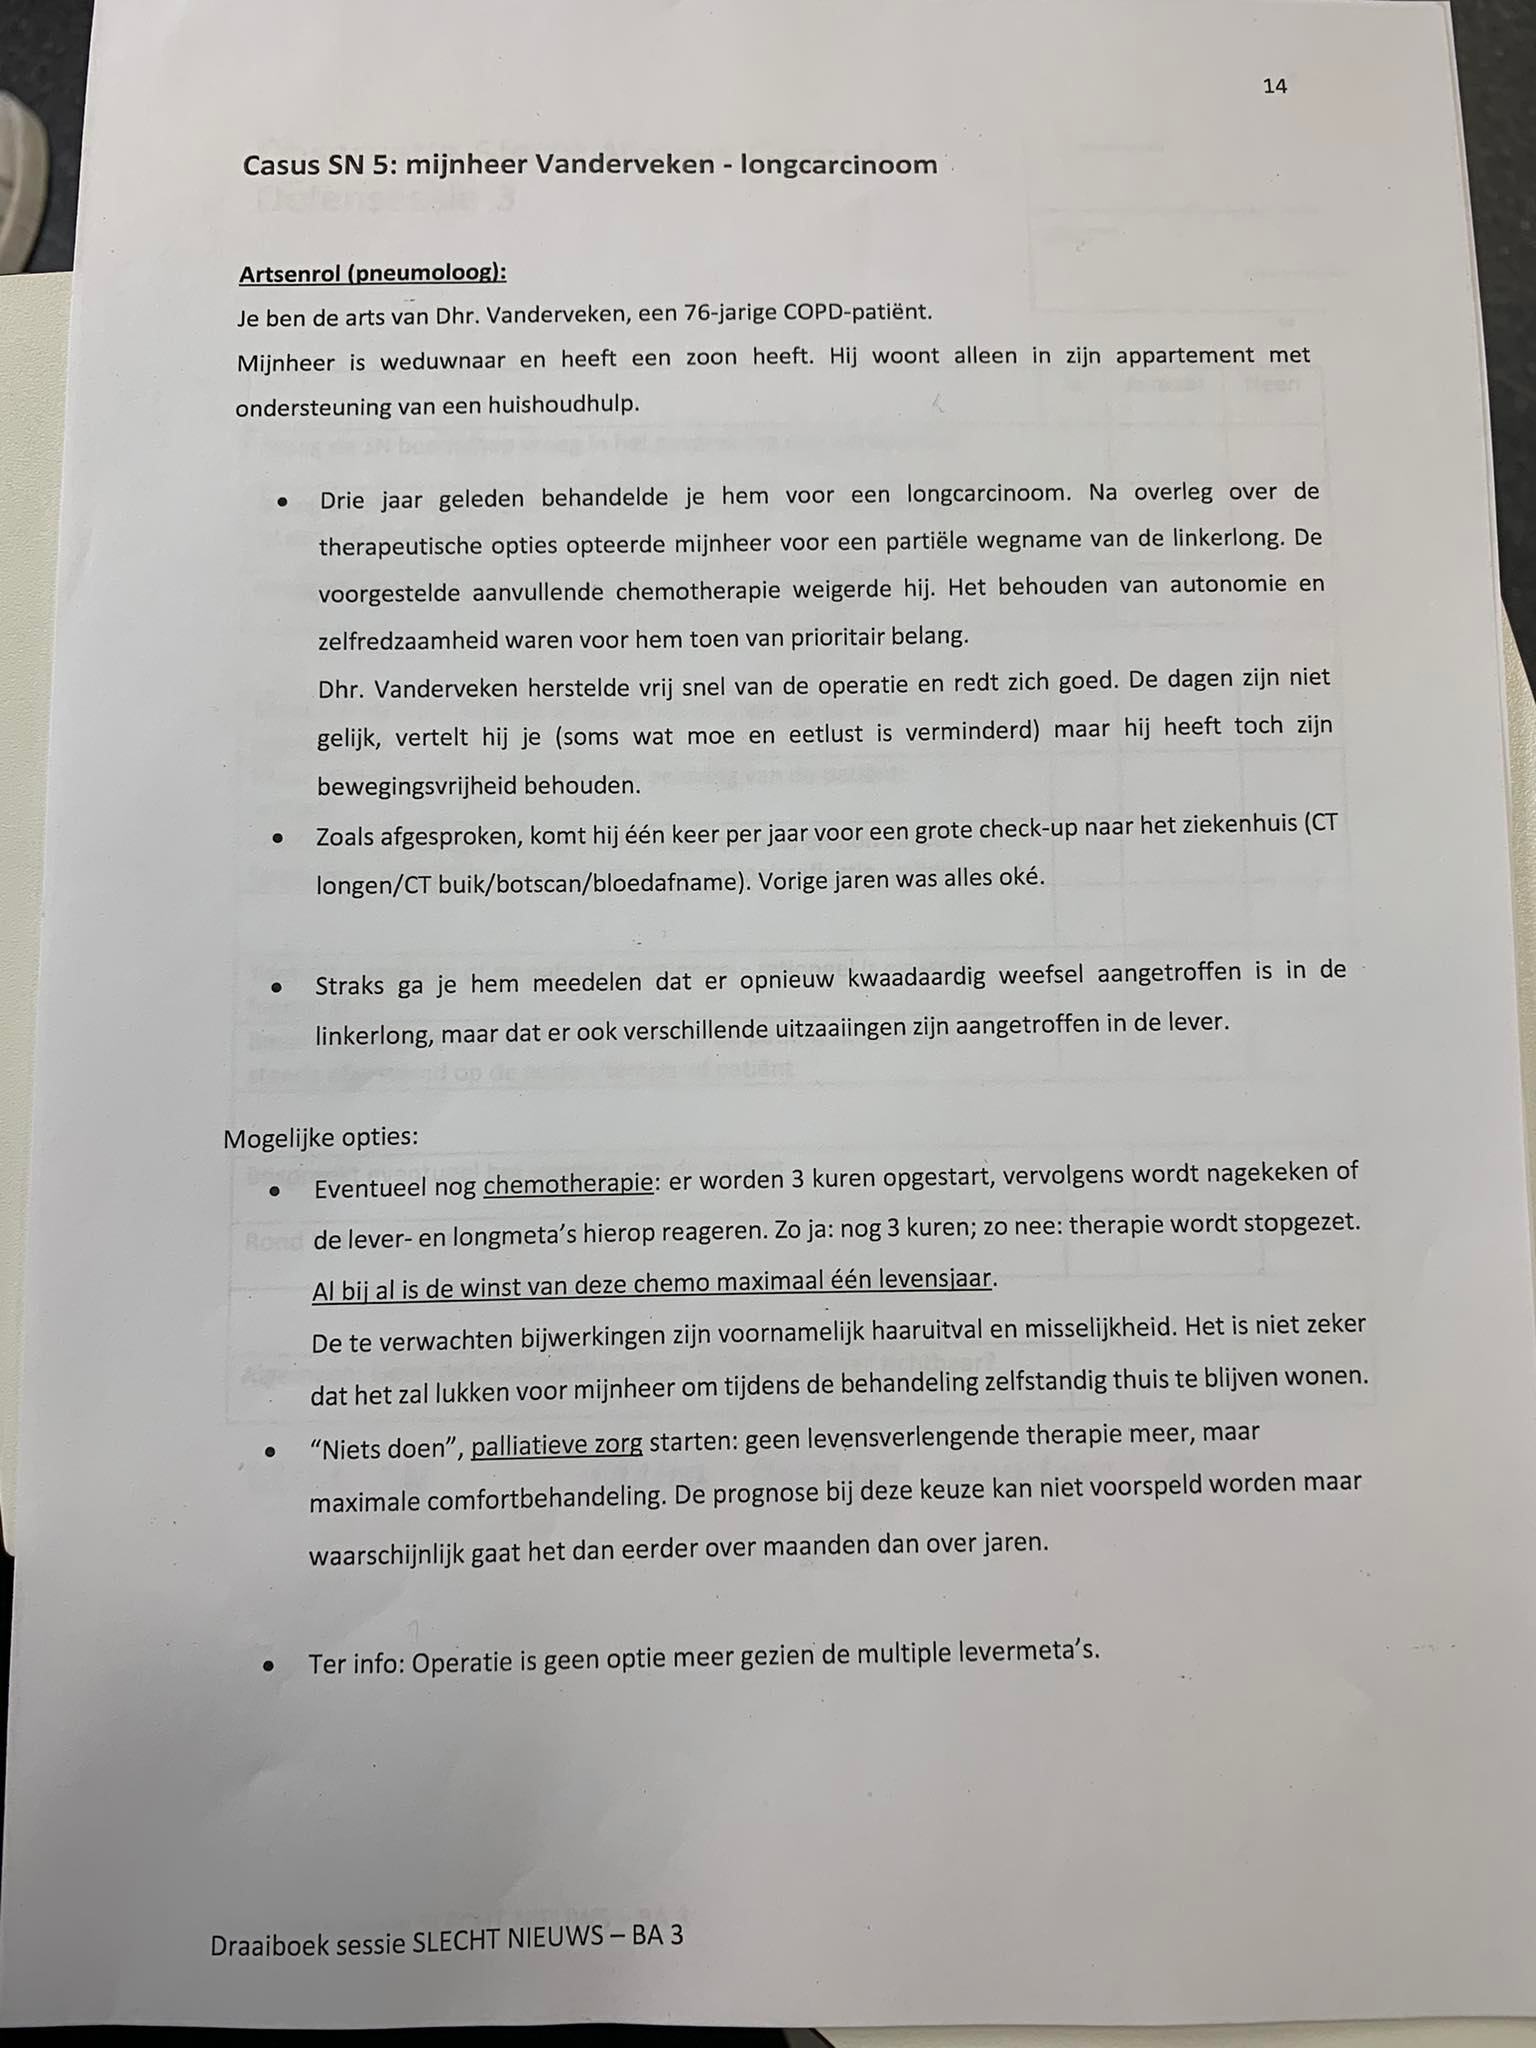 14
Casus SN 5: mijnheer Vanderveken - longcarcinoom
Artsenrol (pneumoloog):
Je ben de arts van Dhr. Vanderveken, een 76-jarige COPD-patiënt.
Mijnheer is weduwnaar en heeft een zoon heeft. Hij woont alleen in zijn appartement met
ondersteuning van een huishoudhulp.
• Drie jaar geleden behandelde je hem voor een longcarcinoom. Na overleg over de
therapeutische opties opteerde mijnheer voor een partiële wegname van de linkerlong. De
voorgestelde aanvullende chemotherapie weigerde hij. Het behouden van autonomie en
zelfredzaamheid waren voor hem toen van prioritair belang.
Dhr. Vanderveken herstelde vrij snel van de operatie en redt zich goed. De dagen zijn niet
gelijk, vertelt hij je (soms wat moe en eetlust is verminderd) maar hij heeft toch zijn
bewegingsvrijheid behouden.
• Zoals afgesproken, komt hij één keer per jaar voor een grote check-up naar het ziekenhuis (CT
longen/CT buik/botscan/bloedafname). Vorige jaren was alles oké.
• Straks ga je hem meedelen dat er opnieuw kwaadaardig weefsel aangetroffen is in de
linkerlong, maar dat er ook verschillende uitzaaiingen zijn aangetroffen in de lever.
Mogelijke opties:
• Eventueel nog chemotherapie: er worden 3 kuren opgestart, vervolgens wordt nagekeken of
de lever- en longmeta’s hierop reageren. Zo ja: nog 3 kuren; zo nee: therapie wordt stopgezet.
Al bij al is de winst van deze chemo maximaal één levensjaar.
De te verwachten bijwerkingen zijn voornamelijk haaruitval en misselijkheid. Het is niet zeker
dat het zal lukken voor mijnheer om tijdens de behandeling zelfstandig thuis te blijven wonen.
• “Niets doen”, palliatieve zorg starten: geen levensverlengende therapie meer, maar
maximale comfortbehandeling. De prognose bij deze keuze kan niet voorspeld worden maar
waarschijnlijk gaat het dan eerder over maanden dan over jaren.
• Ter info: Operatie is geen optie meer gezien de multiple levermeta’s.
Draaiboek sessie SLECHT NIEUWS – BA 3